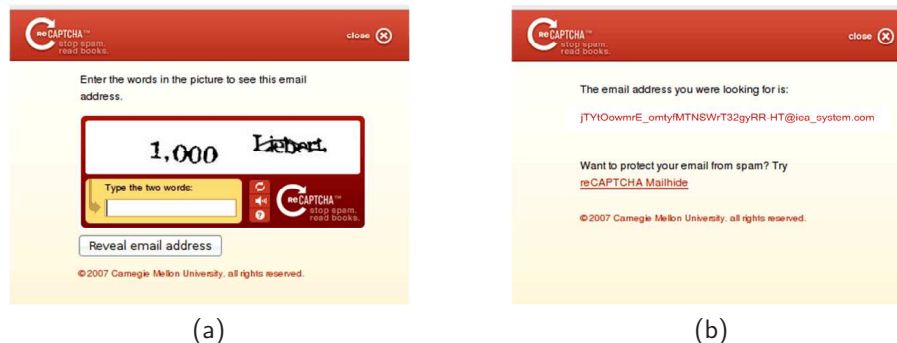 reCAPTCHA™
stop spam.
read books.
close
Enter the words in the picture to see this email
address.
1,000 Liebert.
Type the two words:
reCAPTCHA™
stop spam.
read books.
Reveal email address
©2007 Carnegie Mellon University, all rights reserved.
(a)
reCAPTCHA™
stop spam.
read books.
close
The email address you were looking for is:
jTYtOowmrE_omtyfMTNSWrT32gyRR-HT@ica_system.com
Want to protect your email from spam? Try
reCAPTCHA Mailhide
©2007 Carnegie Mellon University, all rights reserved.
(b)